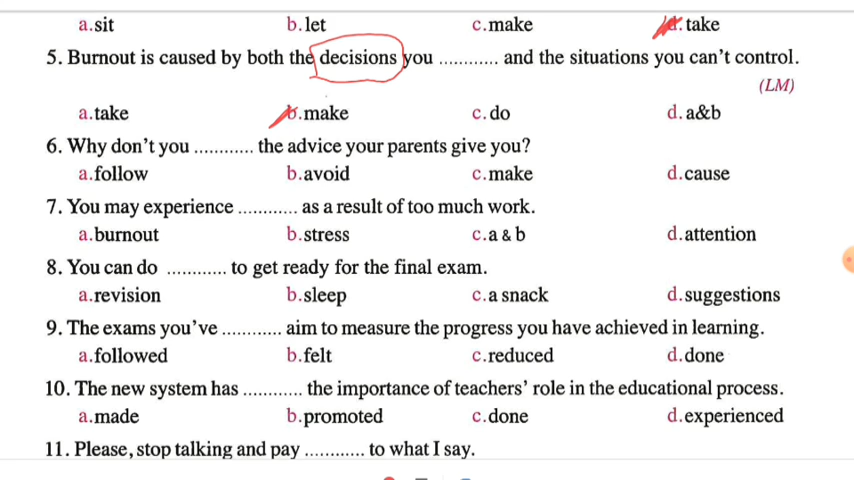 a. sit b. let c. make d. take
5. Burnout is caused by both the decisions you ............ and the situations you can't control.
(LM)
a. take b. make c. do d. a&b
6. Why don't you ............ the advice your parents give you?
a. follow b. avoid c. make d. cause
7. You may experience ............ as a result of too much work.
a. burnout b. stress c. a & b d. attention
8. You can do ............ to get ready for the final exam.
a. revision b. sleep c. a snack d. suggestions
9. The exams you've ............ aim to measure the progress you have achieved in learning.
a. followed b. felt c. reduced d. done
10. The new system has ............ the importance of teachers' role in the educational process.
a. made b. promoted c. done d. experienced
11. Please, stop talking and pay ............ to what I say.